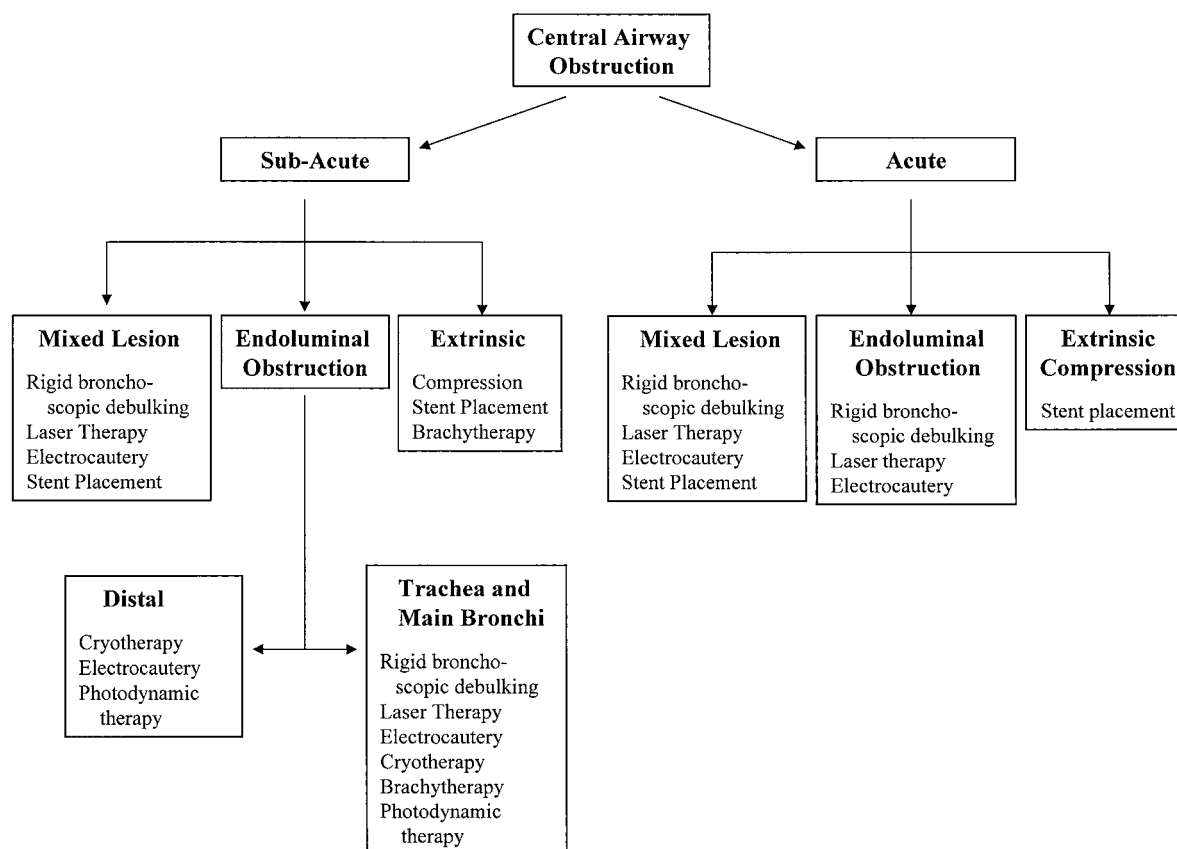 Central Airway
Obstruction
Sub-Acute
Acute
Mixed Lesion
Rigid broncho-
scopic debulking
Laser Therapy
Electrocautery
Stent Placement
Endoluminal
Obstruction
Extrinsic
Compression
Stent Placement
Brachytherapy
Mixed Lesion
Rigid broncho-
scopic debulking
Laser Therapy
Electrocautery
Stent Placement
Endoluminal
Obstruction
Rigid broncho-
scopic debulking
Laser therapy
Electrocautery
Extrinsic
Compression
Stent placement
Distal
Cryotherapy
Electrocautery
Photodynamic
therapy
Trachea and
Main Bronchi
Rigid broncho-
scopic debulking
Laser Therapy
Electrocautery
Cryotherapy
Brachytherapy
Photodynamic
therapy